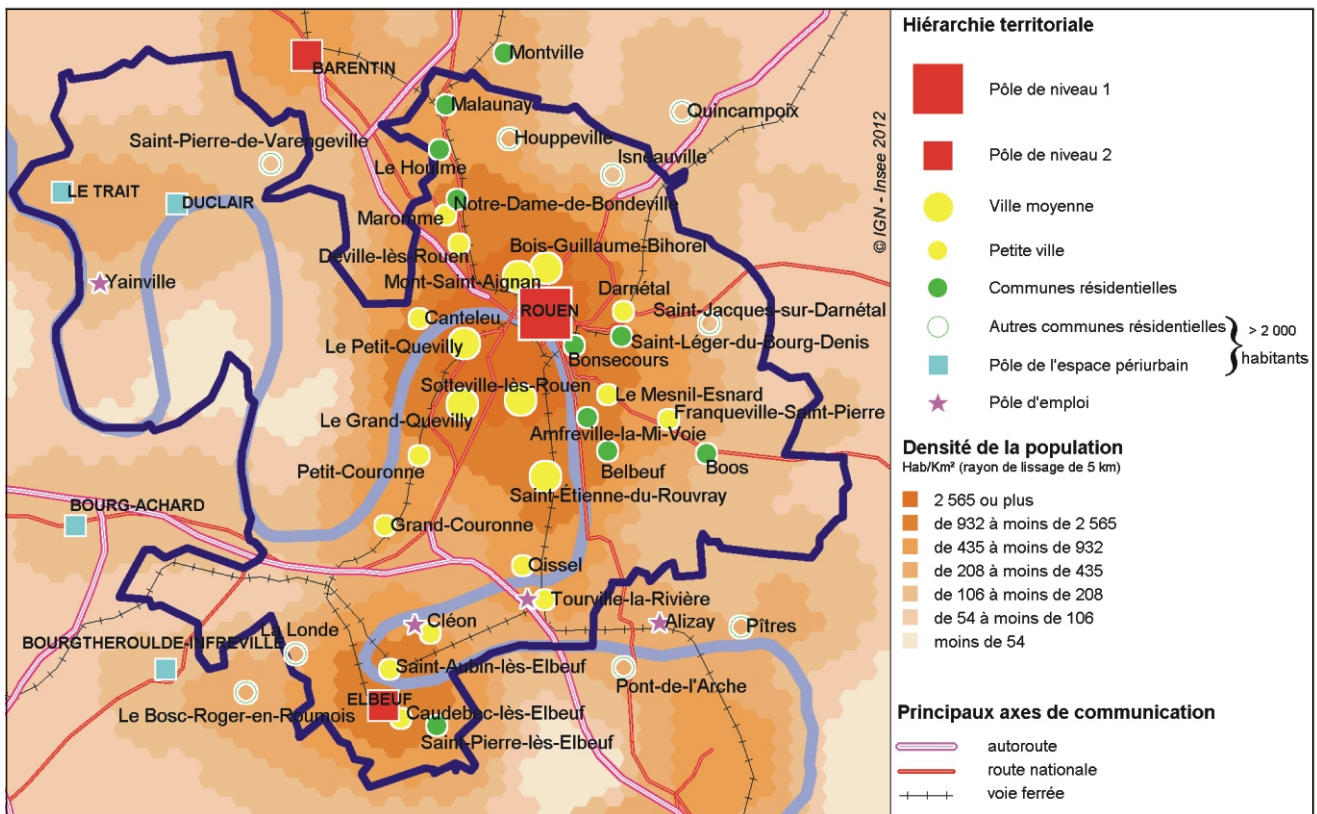 BARENTIN
Montville
Malaunay
Quincampoix
Saint-Pierre-de-Varengeville
Houppeville
Le Houlme
Isneauville
LE TRAIT
DUCLAIR
Notre-Dame-de-Bondeville
Maromme
Déville-lès-Rouen
Bois-Guillaume-Bihorel
Yainville
Mont-Saint-Aignan
Darnétal
ROUEN
Saint-Jacques-sur-Darnétal
Canteleu
Le Petit-Quevilly
Saint-Léger-du-Bourg-Denis
Bonsecours
Sotteville-lès-Rouen
Le Mesnil-Esnard
Le Grand-Quevilly
Franqueville-Saint-Pierre
Amfreville-la-Mi-Voie
Petit-Couronne
Belbeuf
Boos
Saint-Étienne-du-Rouvray
BOURG-ACHARD
Grand-Couronne
Oissel
Tourville-la-Rivière
Cléon
Alizay
Pîtres
La Londe
BOURGTHEROULDE-INFREVILLE
Saint-Aubin-lès-Elbeuf
Pont-de-l'Arche
ELBEUF
Le Bosc-Roger-en-Roumois
Caudebec-lès-Elbeuf
Saint-Pierre-lès-Elbeuf
© IGN - Insee 2012
Hiérarchie territoriale
Pôle de niveau 1
Pôle de niveau 2
Ville moyenne
Petite ville
Communes résidentielles
Autres communes résidentielles
Pôle de l'espace périurbain
> 2 000
habitants
Pôle d'emploi
Densité de la population
Hab/Km² (rayon de lissage de 5 km)
2 565 ou plus
de 932 à moins de 2 565
de 435 à moins de 932
de 208 à moins de 435
de 106 à moins de 208
de 54 à moins de 106
moins de 54
Principaux axes de communication
autoroute
route nationale
voie ferrée